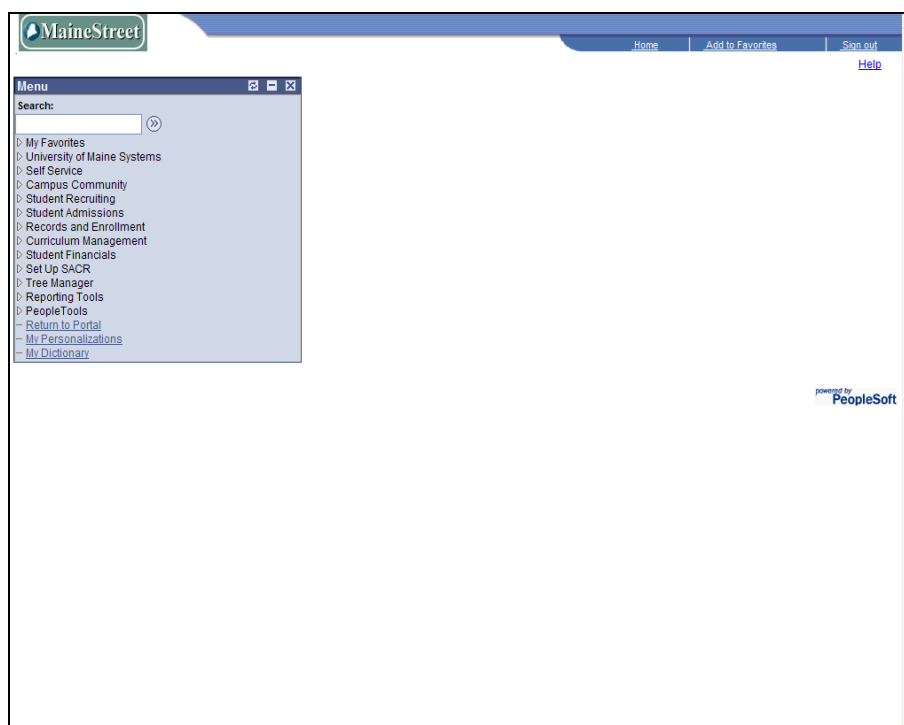 MaineStreet
Home Add to Favorites Sign out
Help
Menu
Search:
My Favorites
University of Maine Systems
Self Service
Campus Community
Student Recruiting
Student Admissions
Records and Enrollment
Curriculum Management
Student Financials
Set Up SACR
Tree Manager
Reporting Tools
PeopleTools
Return to Portal
My Personalizations
My Dictionary
powered by
PeopleSoft